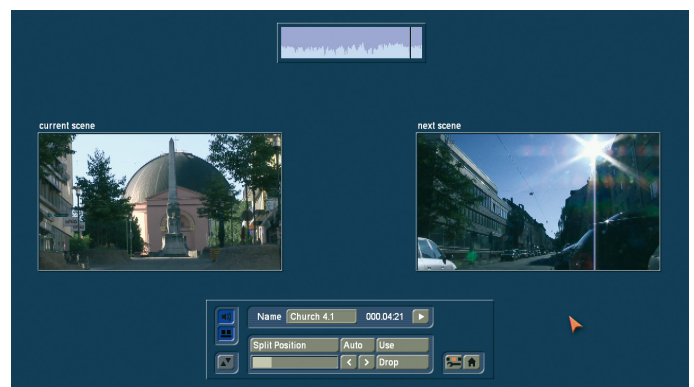 current scene
next scene
Name Church 4.1 000.04:21
Split Position Auto Use
< > Drop